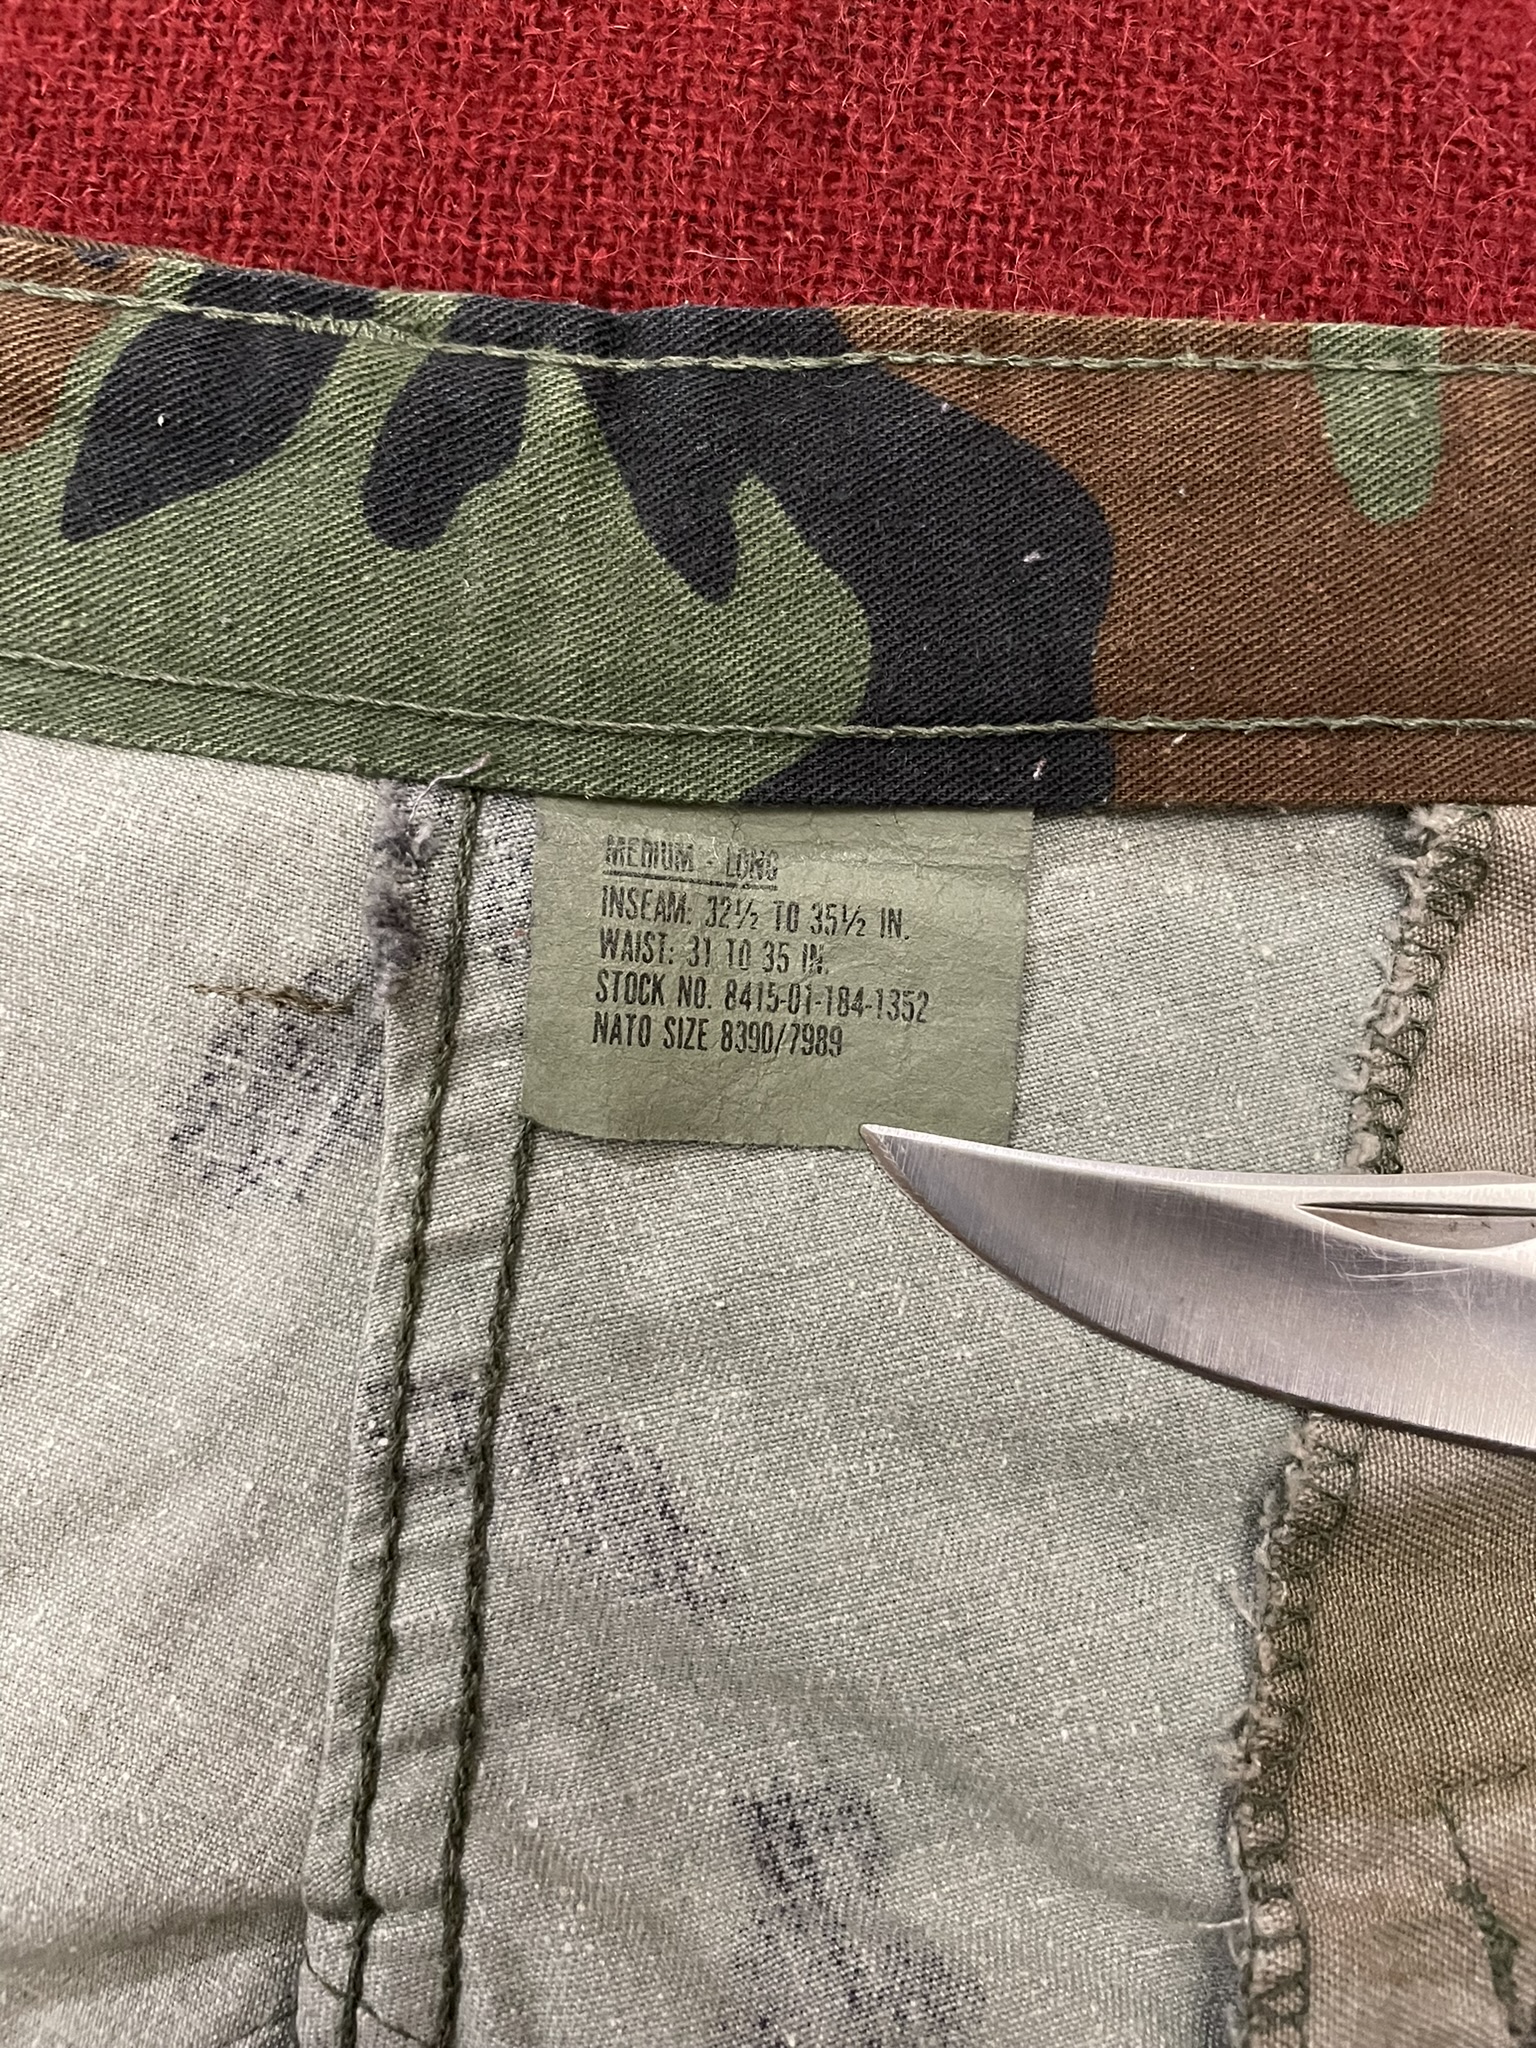 MEDIUM - LONG
INSEAM: 32½ TO 35½ IN.
WAIST: 31 TO 35 IN.
STOCK NO. 8415-01-184-1352
NATO SIZE 8390/7989